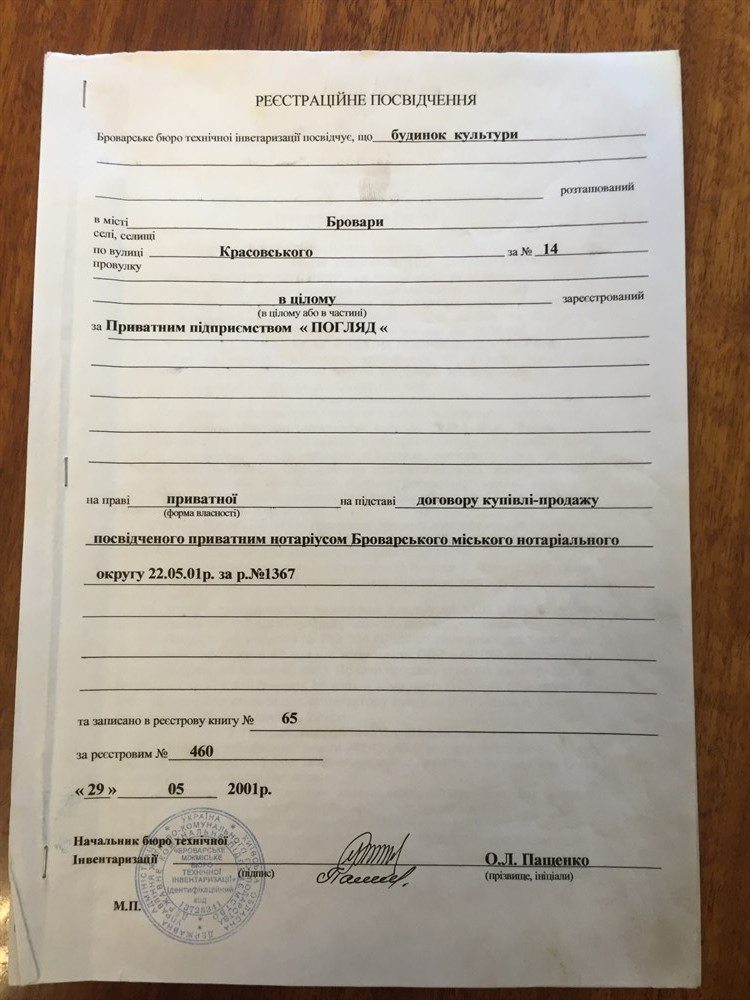 РЕЄСТРАЦІЙНЕ ПОСВІДЧЕННЯ
Броварське бюро технічної інветаризації посвідчує, що будинок культури
розташований
в місті Бровари
селі, селищі
по вулиці Красовського за № 14
провулку
в цілому зареєстрований
(в цілому або в частині)
за Приватним підприємством « ПОГЛЯД «
на праві приватної на підставі договору купівлі-продажу
(форма власності)
посвідченого приватним нотаріусом Броварського міського нотаріального
округу 22.05.01р. за р.№1367
та записано в реєстрову книгу № 65
за реєстровим № 460
« 29 » 05 2001р.
Начальник бюро технічної
Інвентаризації О.Л. Пащенко
(підпис) (прізвище, ініціали)
М.П.
УКРАЇНА
«БРОВАРСЬКЕ
МІЖМІСЬКЕ
БЮРО
ТЕХНІЧНОЇ
ІНВЕНТАРИЗАЦІЇ»
Ідентифікаційний
код